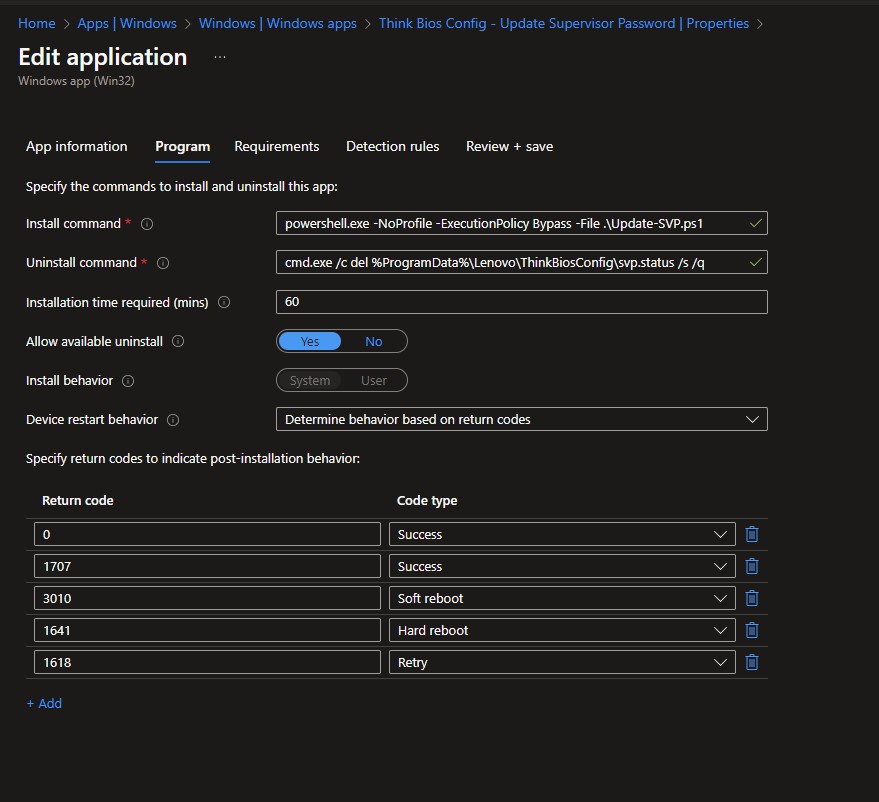 Home > Apps | Windows > Windows | Windows apps > Think Bios Config - Update Supervisor Password | Properties >
Edit application ...
Windows app (Win32)
App information Program Requirements Detection rules Review + save
Specify the commands to install and uninstall this app:
Install command * powershell.exe -NoProfile -ExecutionPolicy Bypass -File .\Update-SVP.ps1
Uninstall command * cmd.exe /c del %ProgramData%\Lenovo\ThinkBiosConfig\svp.status /s /q
Installation time required (mins) 60
Allow available uninstall Yes No
Install behavior System User
Device restart behavior Determine behavior based on return codes
Specify return codes to indicate post-installation behavior:
Return code Code type
0 Success
1707 Success
3010 Soft reboot
1641 Hard reboot
1618 Retry
+ Add